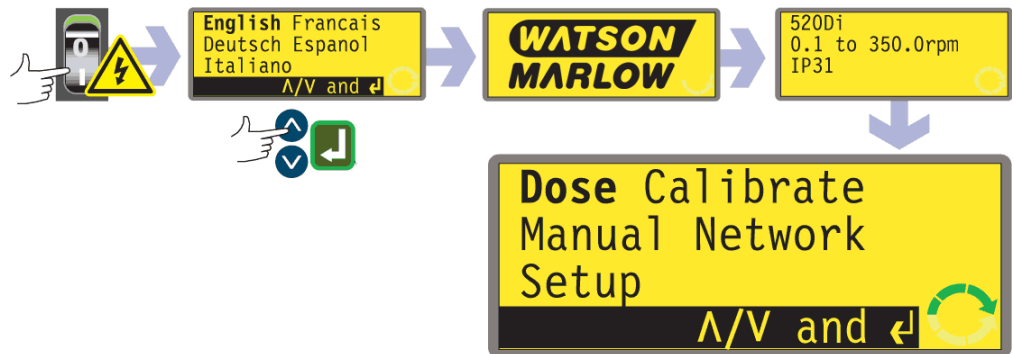 0
I
English Francais
Deutsch Espanol
Italiano
Λ/V and ↵
WATSON
MARLOW
520Di
0.1 to 350.0rpm
IP31
Dose Calibrate
Manual Network
Setup
Λ/V and ↵